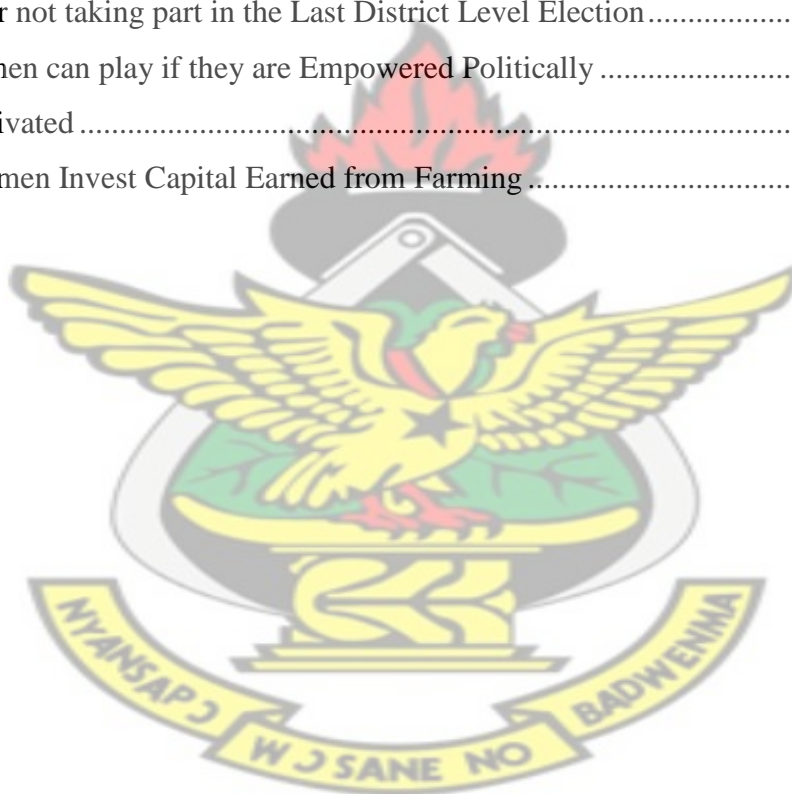 r not taking part in the Last District Level Election....................
men can play if they are Empowered Politically..........................
ivated..........................................................................................
men Invest Capital Earned from Farming..................................
NYANSAPƆ WƆSANE NO BADWENMA